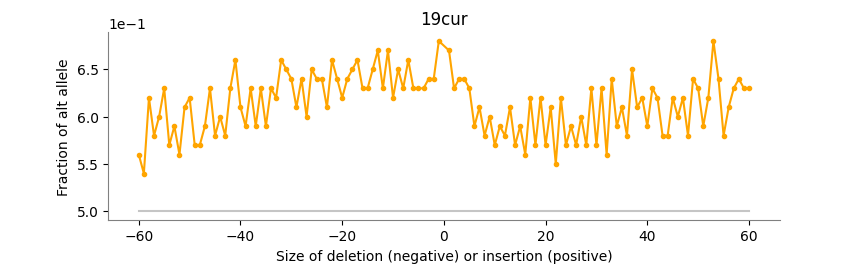 19cur
1e−1
Fraction of alt allele
6.5
6.0
5.5
5.0
−60 −40 −20 0 20 40 60
Size of deletion (negative) or insertion (positive)